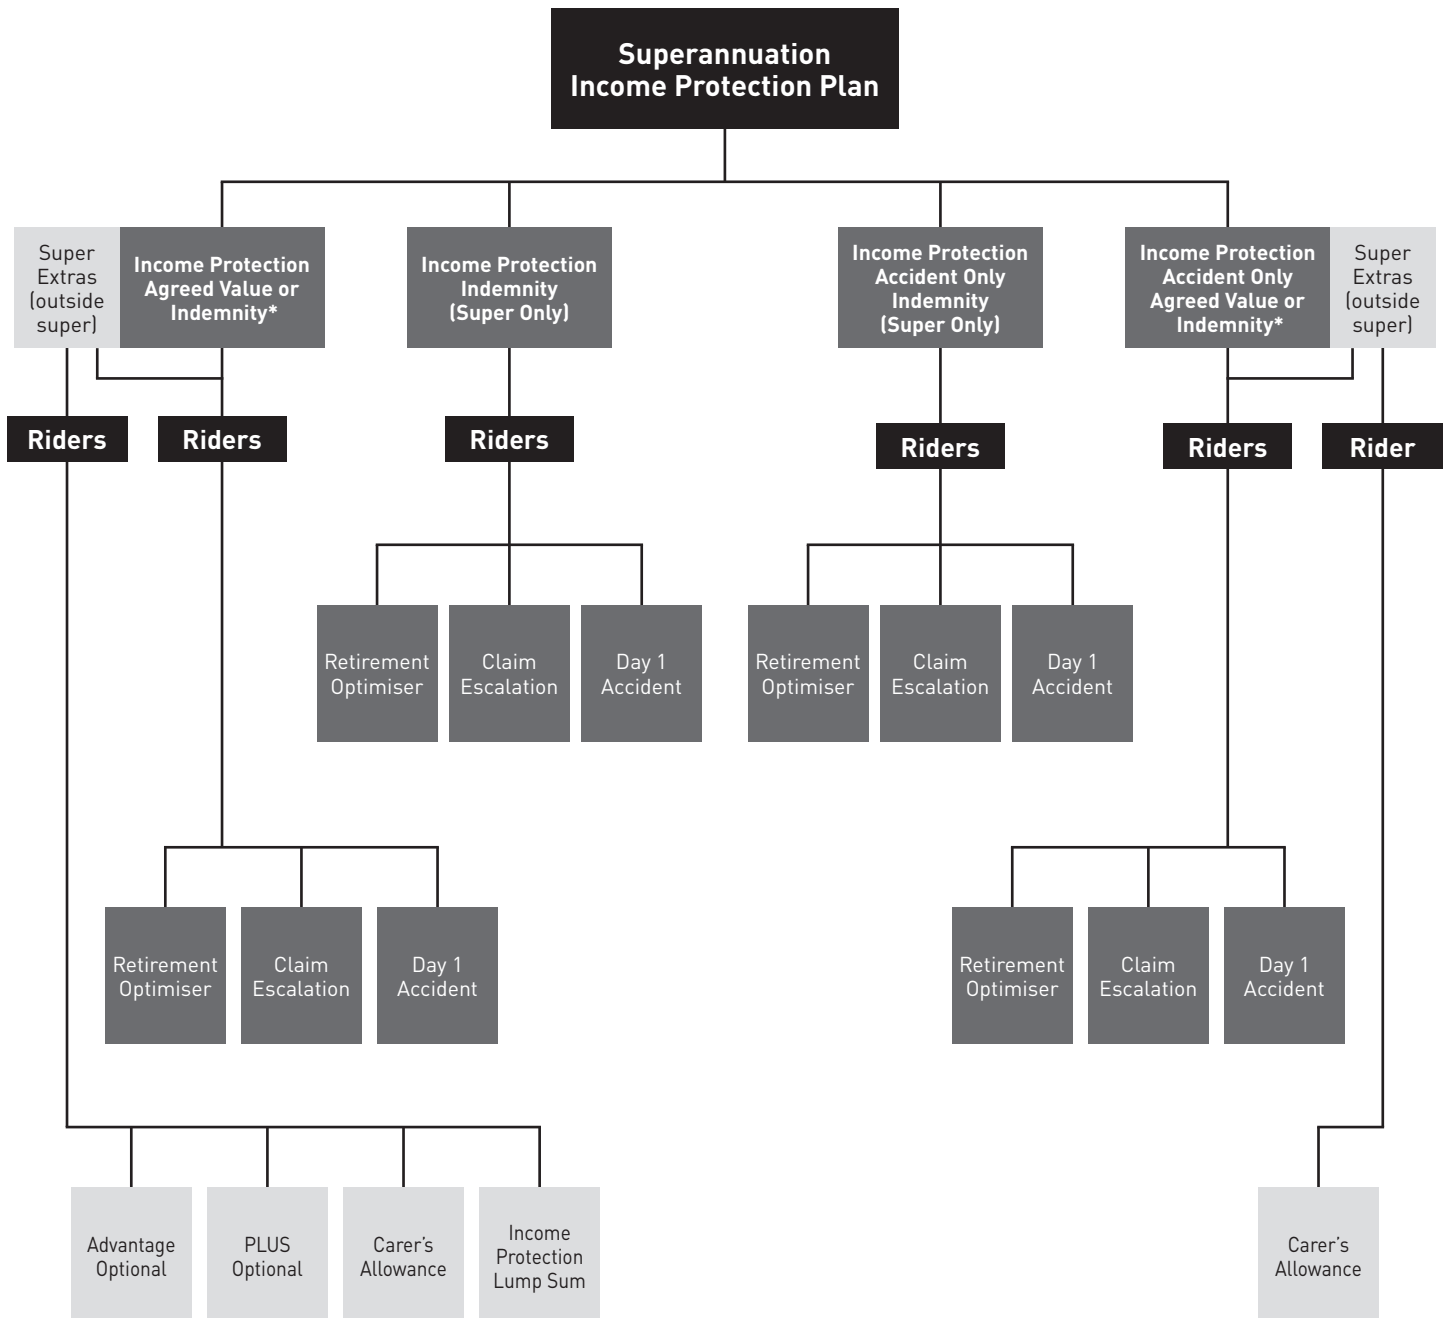 Superannuation
Income Protection Plan
Super
Extras
(outside
super)
Income Protection
Agreed Value or
Indemnity*
Income Protection
Indemnity
(Super Only)
Income Protection
Accident Only
Indemnity
(Super Only)
Income Protection
Accident Only
Agreed Value or
Indemnity*
Super
Extras
(outside
super)
Riders
Riders
Riders
Riders
Riders
Rider
Retirement
Optimiser
Claim
Escalation
Day 1
Accident
Retirement
Optimiser
Claim
Escalation
Day 1
Accident
Retirement
Optimiser
Claim
Escalation
Day 1
Accident
Retirement
Optimiser
Claim
Escalation
Day 1
Accident
Advantage
Optional
PLUS
Optional
Carer's
Allowance
Income
Protection
Lump Sum
Carer's
Allowance